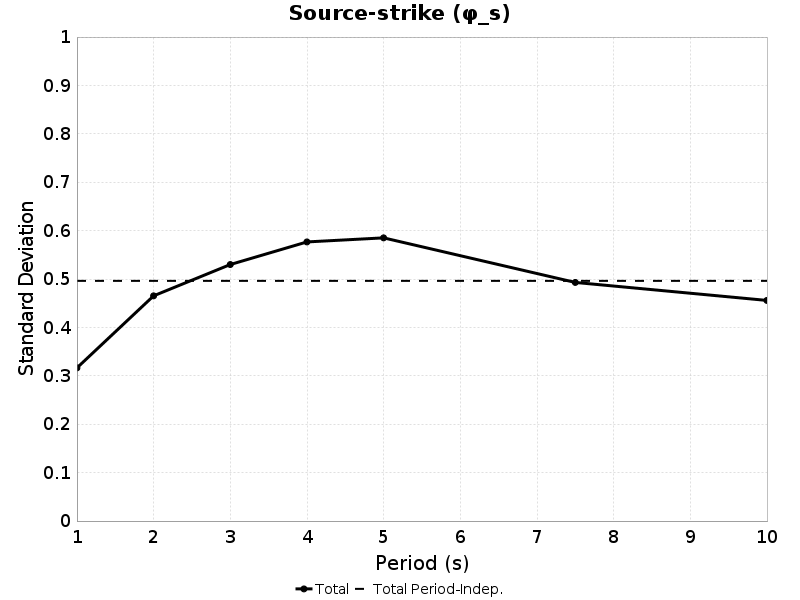 Source-strike (φ_s)
1
0.9
0.8
0.7
0.6
0.5
0.4
0.3
0.2
0.1
0
Standard Deviation
1 2 3 4 5 6 7 8 9 10
Period (s)
Total Total Period-Indep.